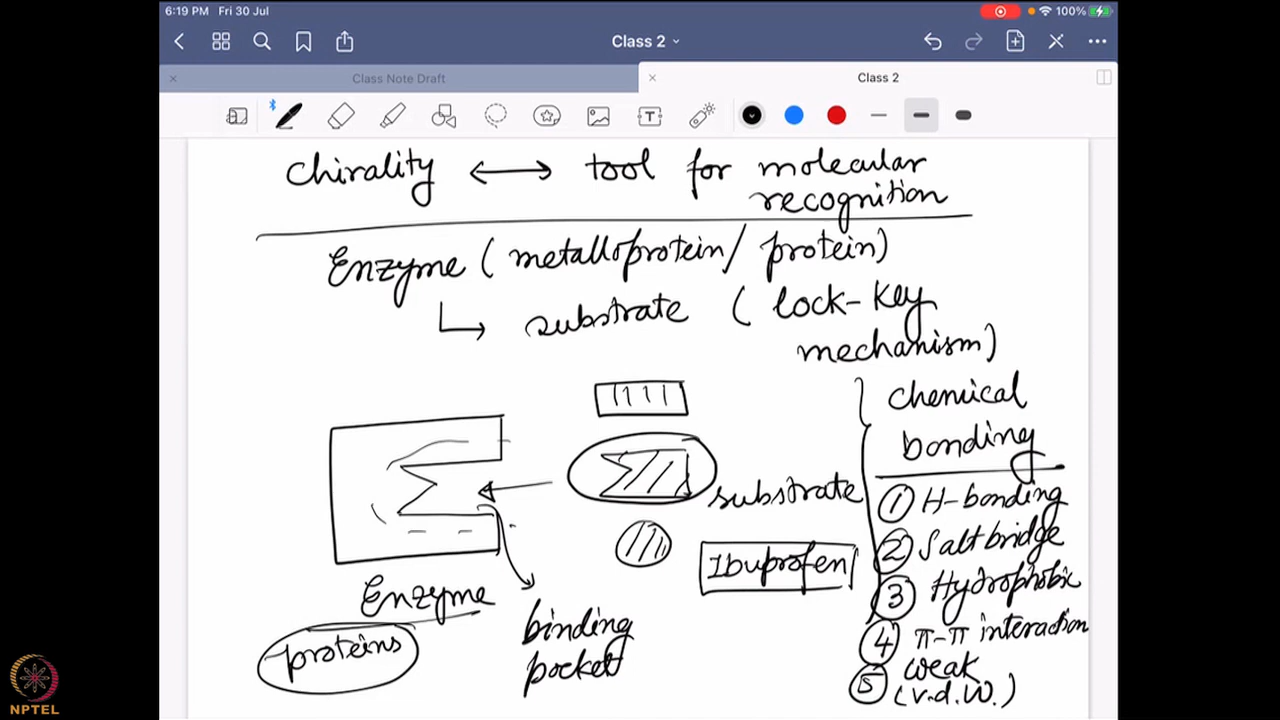 6:19 PM Fri 30 Jul
100%
Class 2
Class Note Draft
Class 2
T
Chirality ⟷ tool for molecular
recognition
Enzyme ( metalloprotein / protein)
↳ substrate ( lock-key
mechanism)
chemical
bonding
substrate
① H-bonding
② Salt bridge
Ibuprofen
③ Hydrophobic
Enzyme
binding
pocket
④ π-π interaction
proteins
⑤ weak
(v.d.W.)
NPTEL